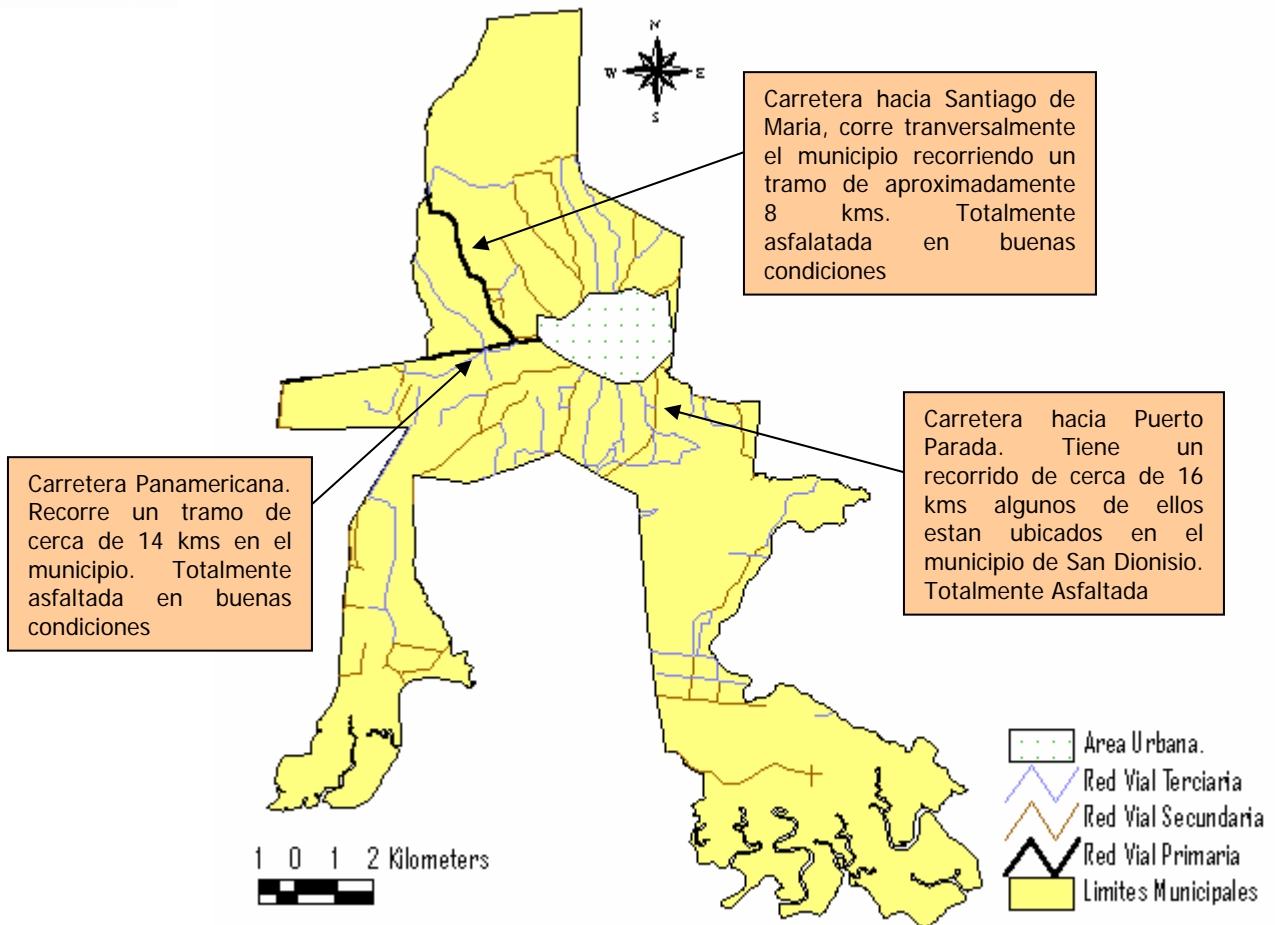 N
W E
S
Carretera hacia Santiago de
Maria, corre tranversalmente
el municipio recorriendo un
tramo de aproximadamente
8 kms. Totalmente
asfalatada en buenas
condiciones
Carretera hacia Puerto
Parada. Tiene un
recorrido de cerca de 16
kms algunos de ellos
estan ubicados en el
municipio de San Dionisio.
Totalmente Asfaltada
Carretera Panamericana.
Recorre un tramo de
cerca de 14 kms en el
municipio. Totalmente
asfaltada en buenas
condiciones
Area Urbana.
Red Vial Terciaria
Red Vial Secundaria
Red Vial Primaria
Limites Municipales
1 0 1 2 Kilometers